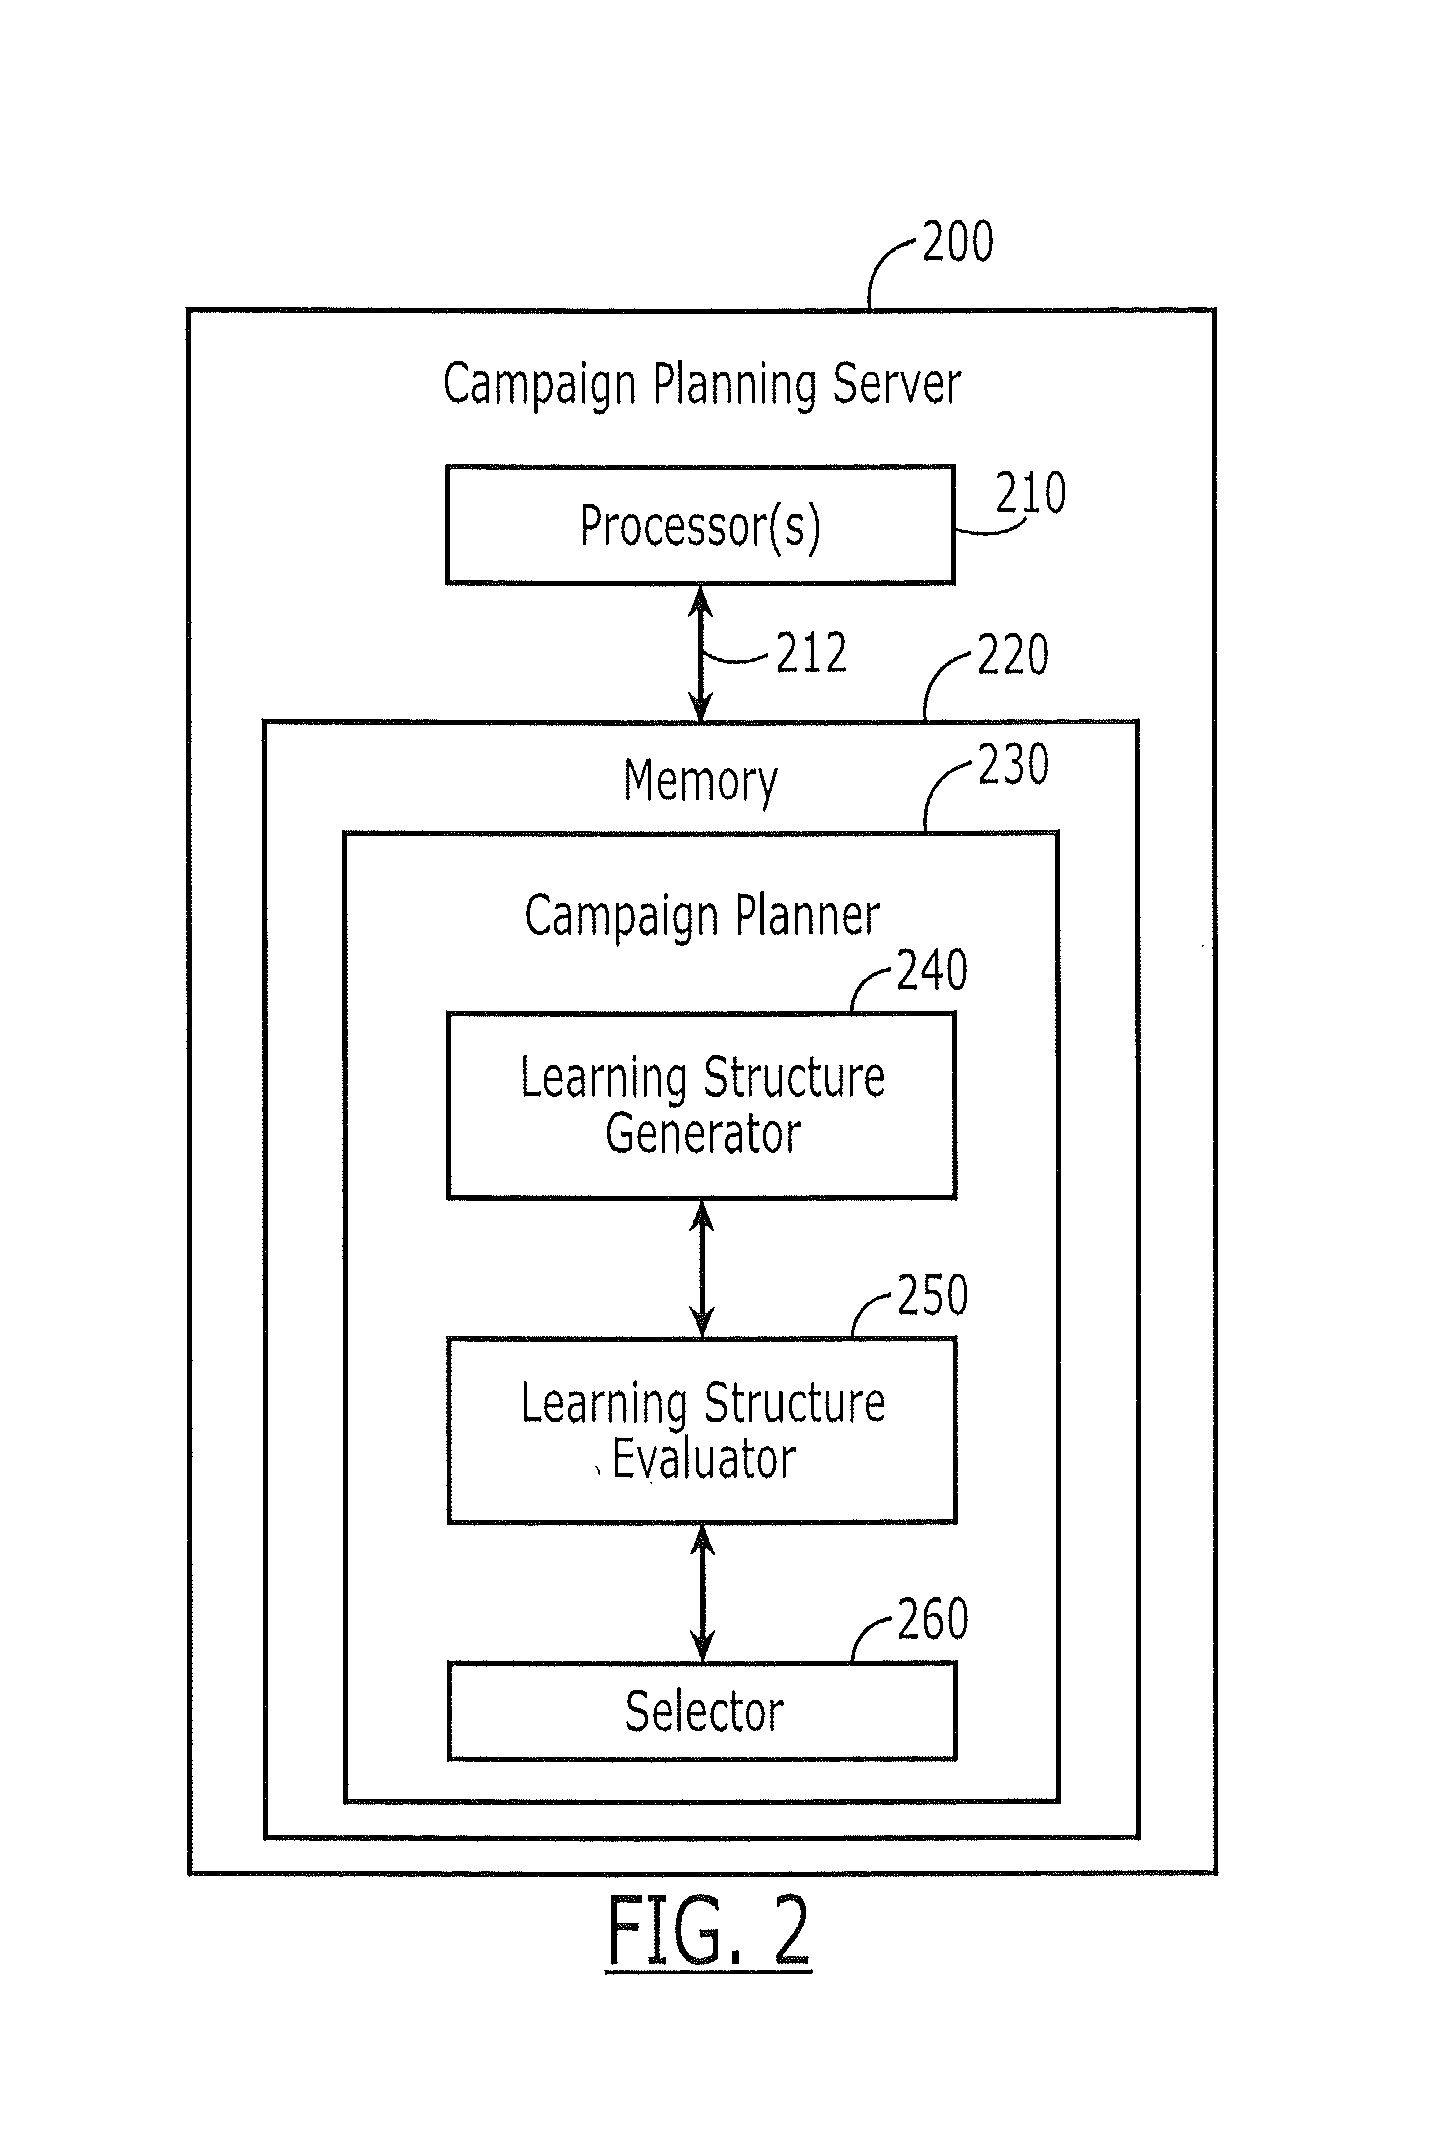 200
Campaign Planning Server
210
Processor(s)
212
220
Memory
230
Campaign Planner
240
Learning Structure
Generator
250
Learning Structure
Evaluator
260
Selector
FIG. 2